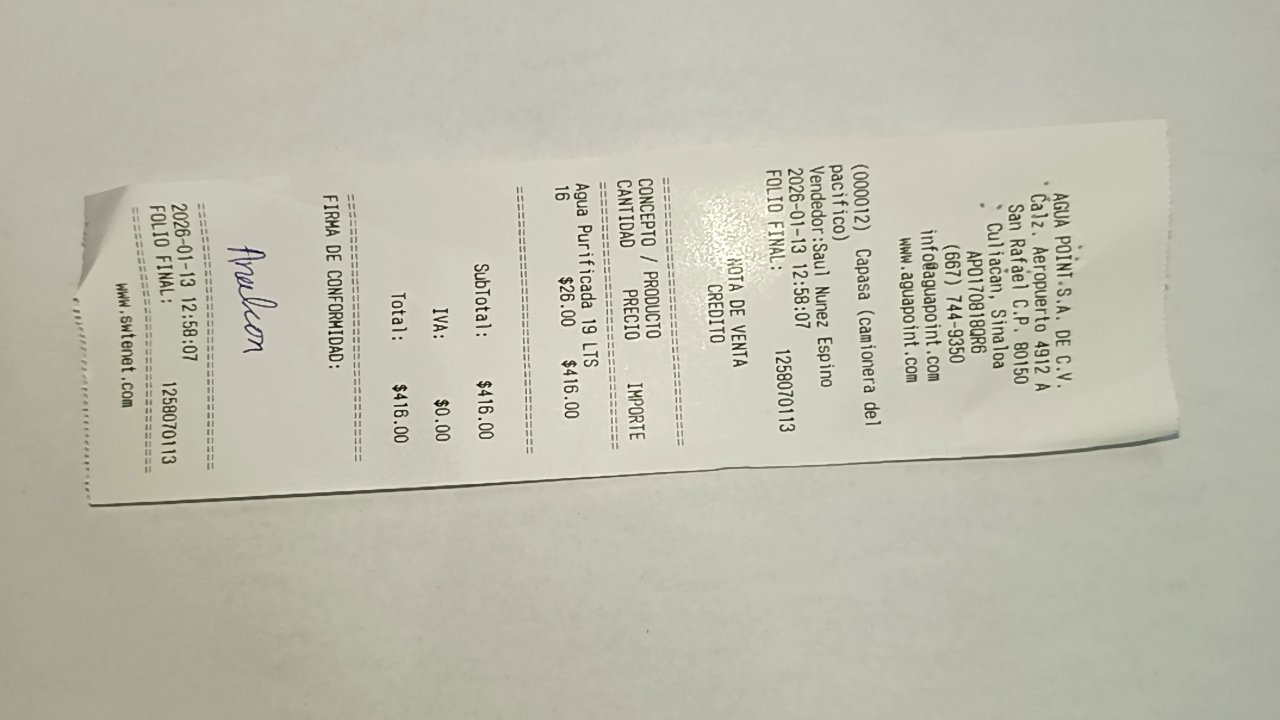 AGUA POINT.S.A. DE C.V.
Calz. Aeropuerto 4912 A
San Rafael C.P. 80150
Culiacan, Sinaloa
APO170818QR6
(667) 744-9350
info@aguapoint.com
www.aguapoint.com
(000012) Capasa (camionera del
pacifico)
Vendedor:Saul Nunez Espino
2026-01-13 12:58:07
FOLIO FINAL: 1258070113
NOTA DE VENTA
CREDITO
==============================
CONCEPTO / PRODUCTO
CANTIDAD PRECIO IMPORTE
==============================
Agua Purificada 19 LTS
16 $26.00 $416.00
==============================
SubTotal: $416.00
IVA: $0.00
Total: $416.00
==============================
FIRMA DE CONFORMIDAD:
==============================
2026-01-13 12:58:07
FOLIO FINAL: 1258070113
==============================
www.swtenet.com